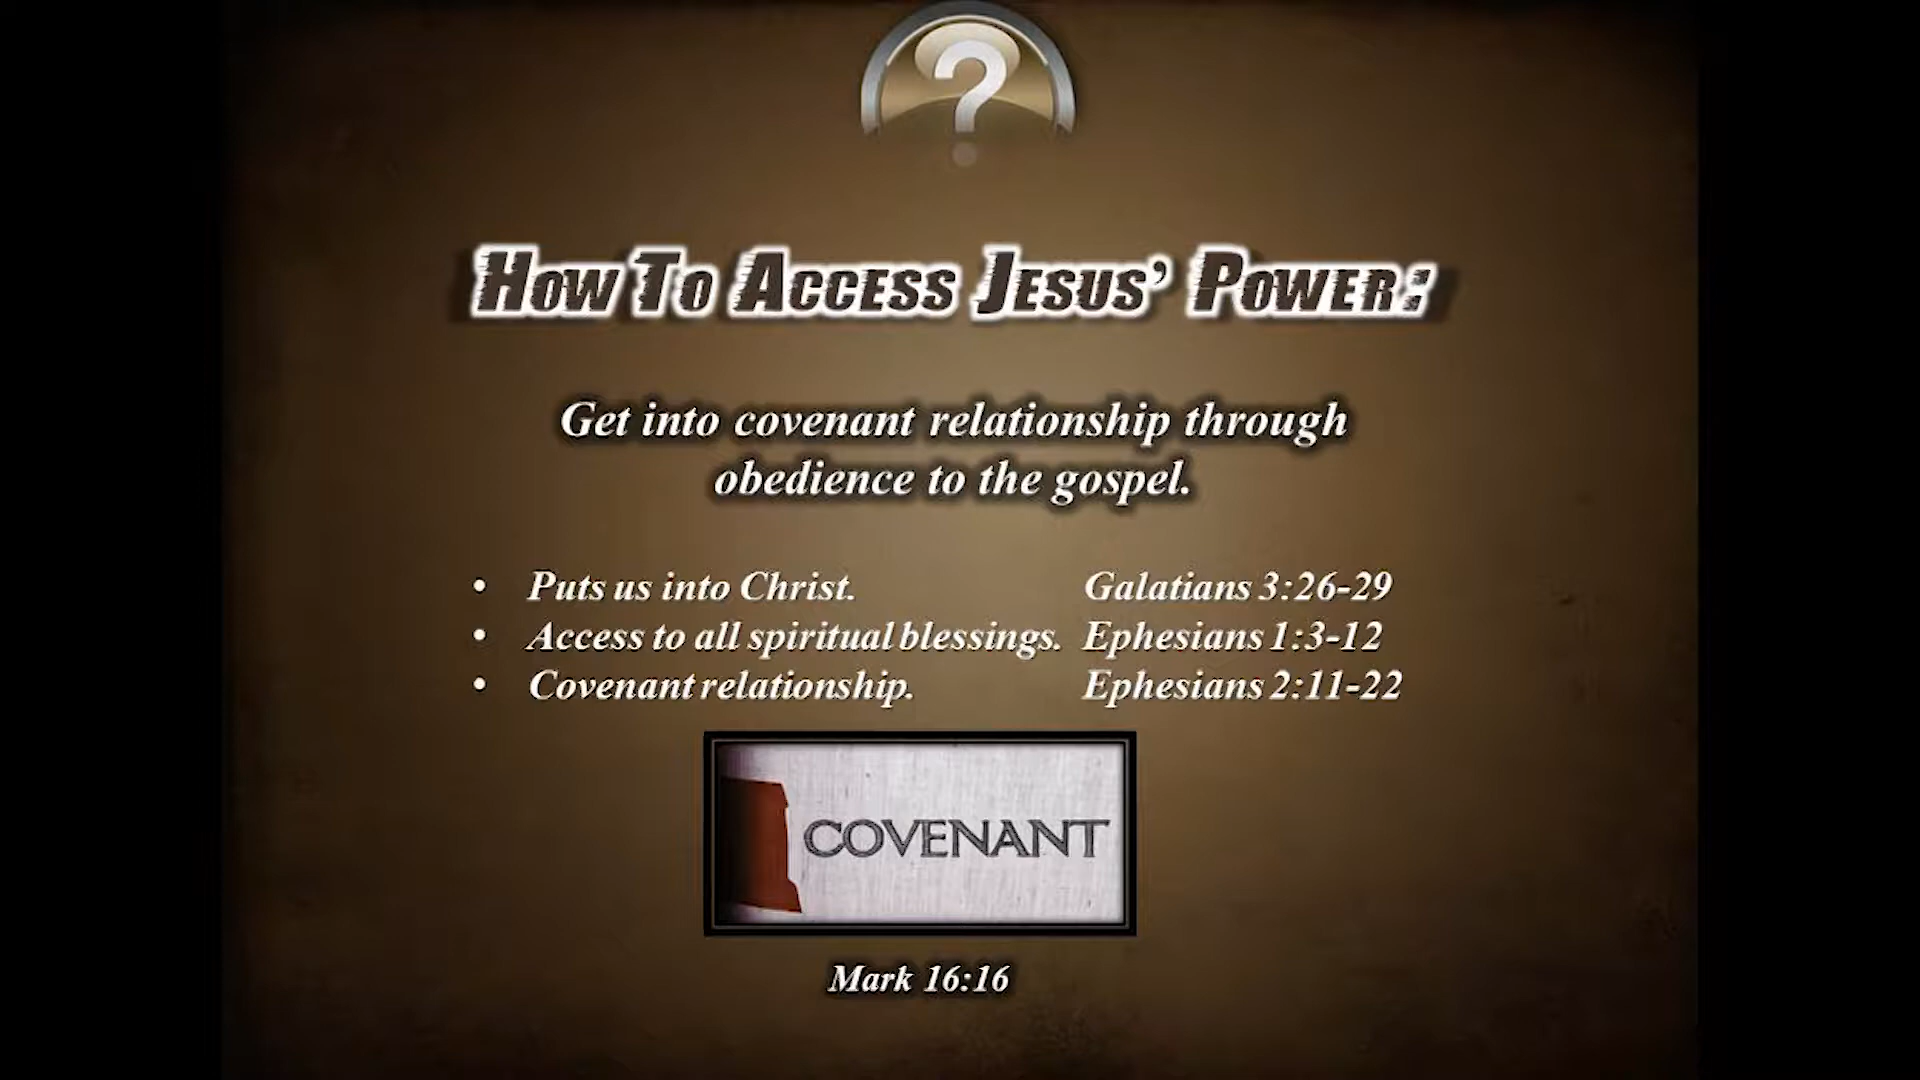 ?
How To Access Jesus’ Power:
Get into covenant relationship through
obedience to the gospel.
• Puts us into Christ. Galatians 3:26-29
• Access to all spiritual blessings. Ephesians 1:3-12
• Covenant relationship. Ephesians 2:11-22
COVENANT
Mark 16:16